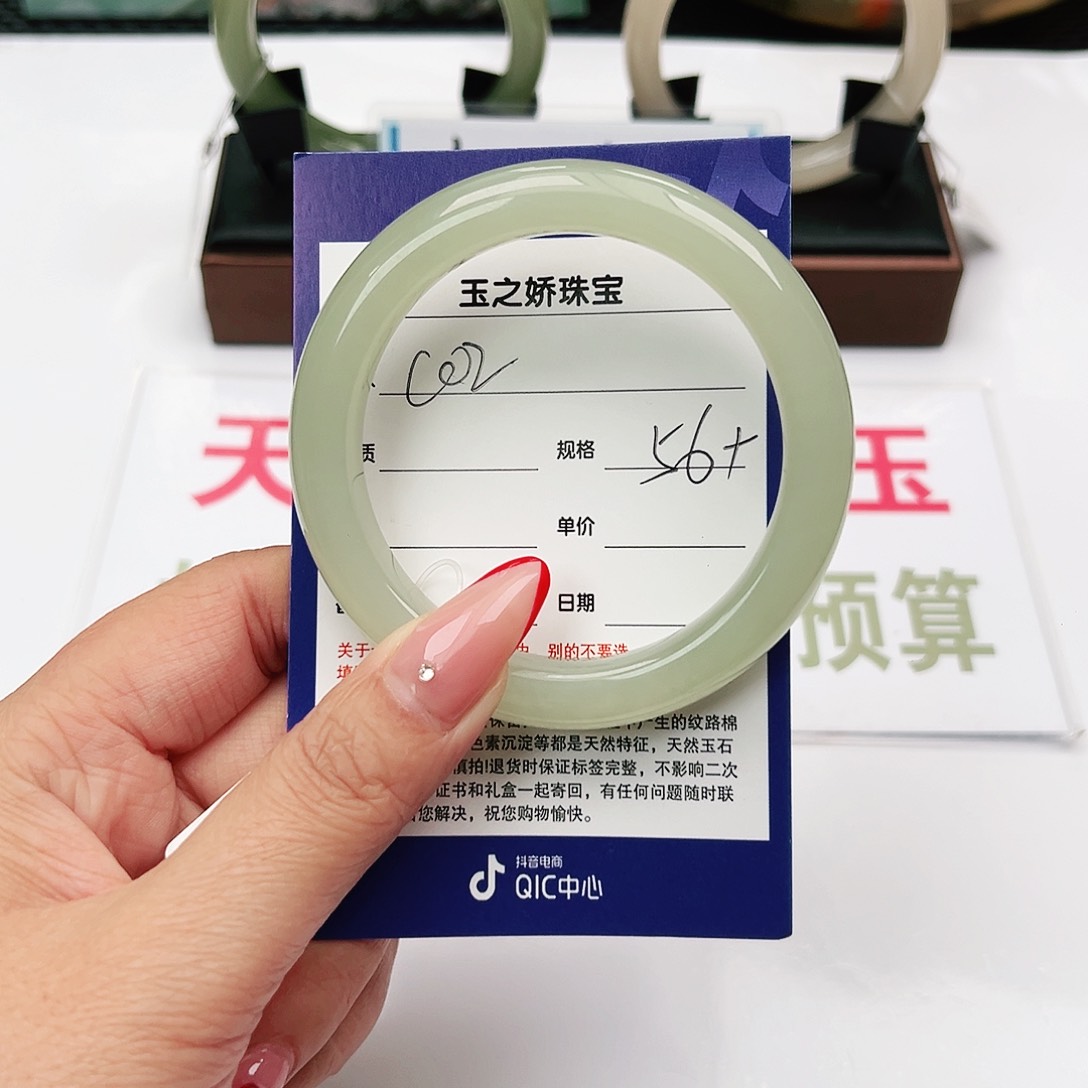 玉之娇珠宝
002
质
规格 56+
单价
日期
关于
别的不要选
填
生的纹路棉
色素沉淀等都是天然特征，天然玉石
慎拍!退货时保证标签完整，不影响二次
证书和礼盒一起寄回，有任何问题随时联
您解决，祝您购物愉快。
抖音电商
QIC中心
天
玉
预算